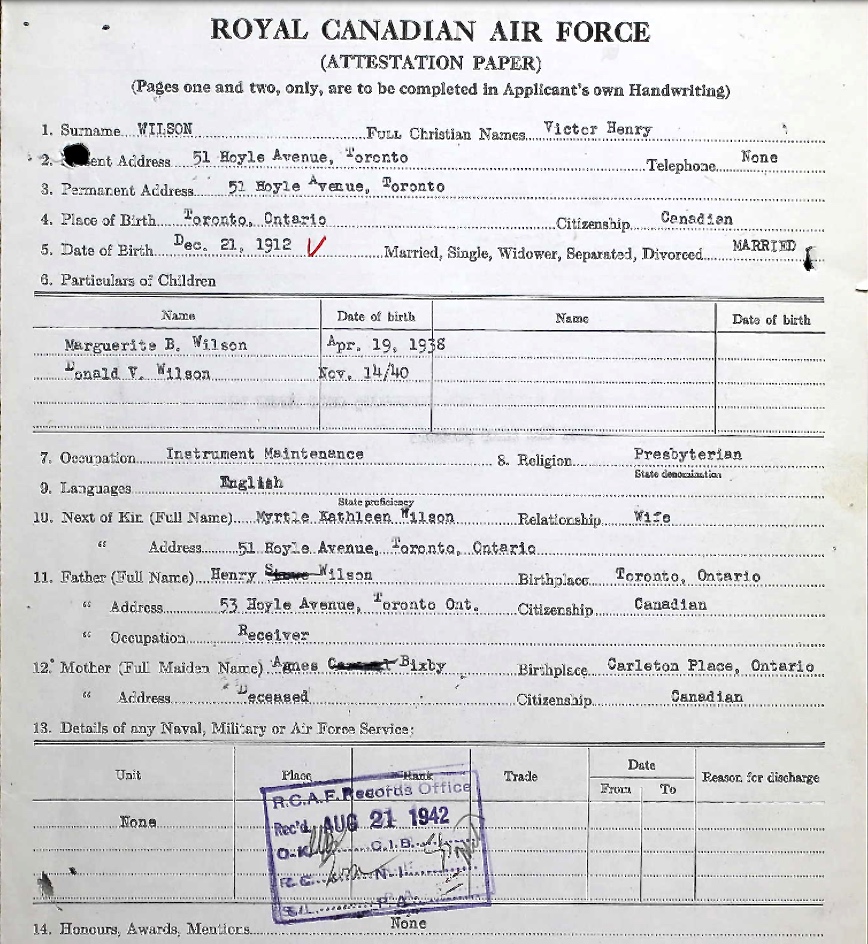 ROYAL CANADIAN AIR FORCE
(ATTESTATION PAPER)
(Pages one and two, only, are to be completed in Applicant's own Handwriting)
1. Surname WILSON FULL Christian Names Victor Henry
2. ent Address 51 Hoyle Avenue, Toronto Telephone None
3. Permanent Address 51 Hoyle Avenue, Toronto
4. Place of Birth Toronto, Ontario Citizenship Canadian
5. Date of Birth Dec. 21, 1912 Married, Single, Widower, Separated, Divorced MARRIED
6. Particulars of Children
Name Date of birth Name Date of birth
Marguerite B. Wilson Apr. 19, 1938
Donald V. Wilson Nov. 14/40
7. Occupation Instrument Maintenance 8. Religion Presbyterian
State denomination
9. Languages English
State proficiency
10. Next of Kin (Full Name) Myrtle Kathleen Wilson Relationship Wife
" Address 51 Hoyle Avenue, Toronto, Ontario
11. Father (Full Name) Henry Wilson Birthplace Toronto, Ontario
" Address 53 Hoyle Avenue, Toronto Ont. Citizenship Canadian
" Occupation Receiver
12. Mother (Full Maiden Name) Agnes Bixby Birthplace Carleton Place, Ontario
" Address Deceased Citizenship Canadian
13. Details of any Naval, Military or Air Force Service:
Unit Place Rank Trade Date Reason for discharge
From To
R.C.A.F. Records Office
None
Rec'd AUG 21 1942
O.K. C.I.B.
R.C. N.I.
S.L. P.A.
14. Honours, Awards, Mentions None